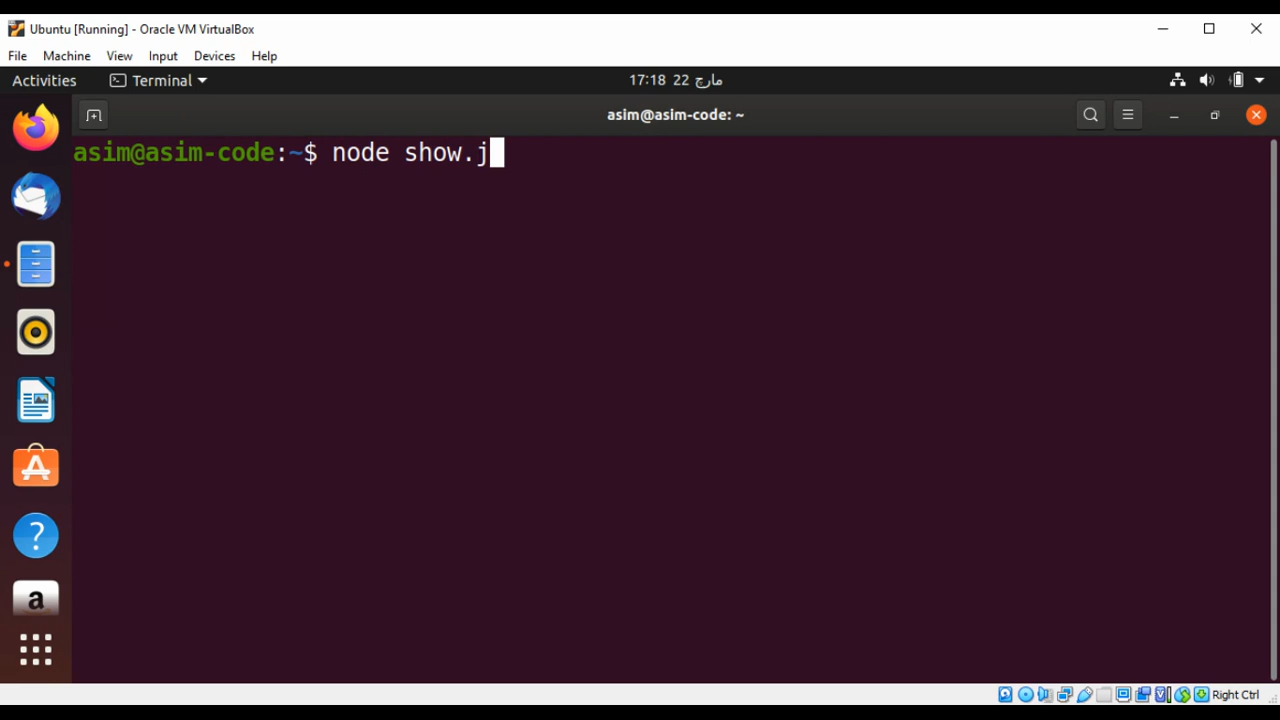 Ubuntu [Running] - Oracle VM VirtualBox
File Machine View Input Devices Help
Activities Terminal 17:18 22 مارچ
asim@asim-code: ~
asim@asim-code:~$ node show.j
?
a
Right Ctrl